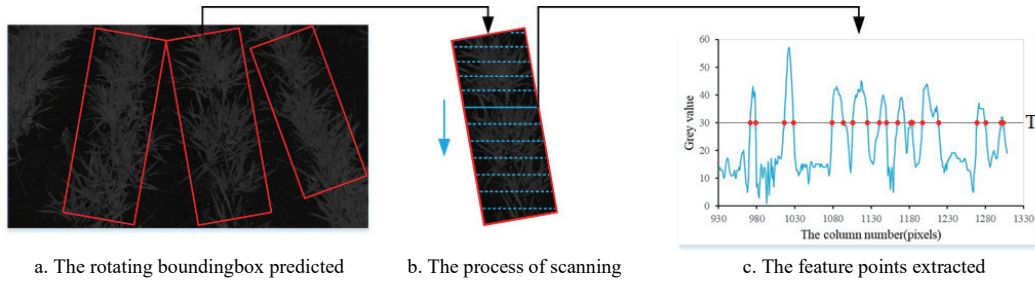 60
50
40
30
20
10
0
Grey value
T
930 980 1030 1080 1130 1180 1230 1280 1330
The column number(pixels)
a. The rotating boundingbox predicted
b. The process of scanning
c. The feature points extracted